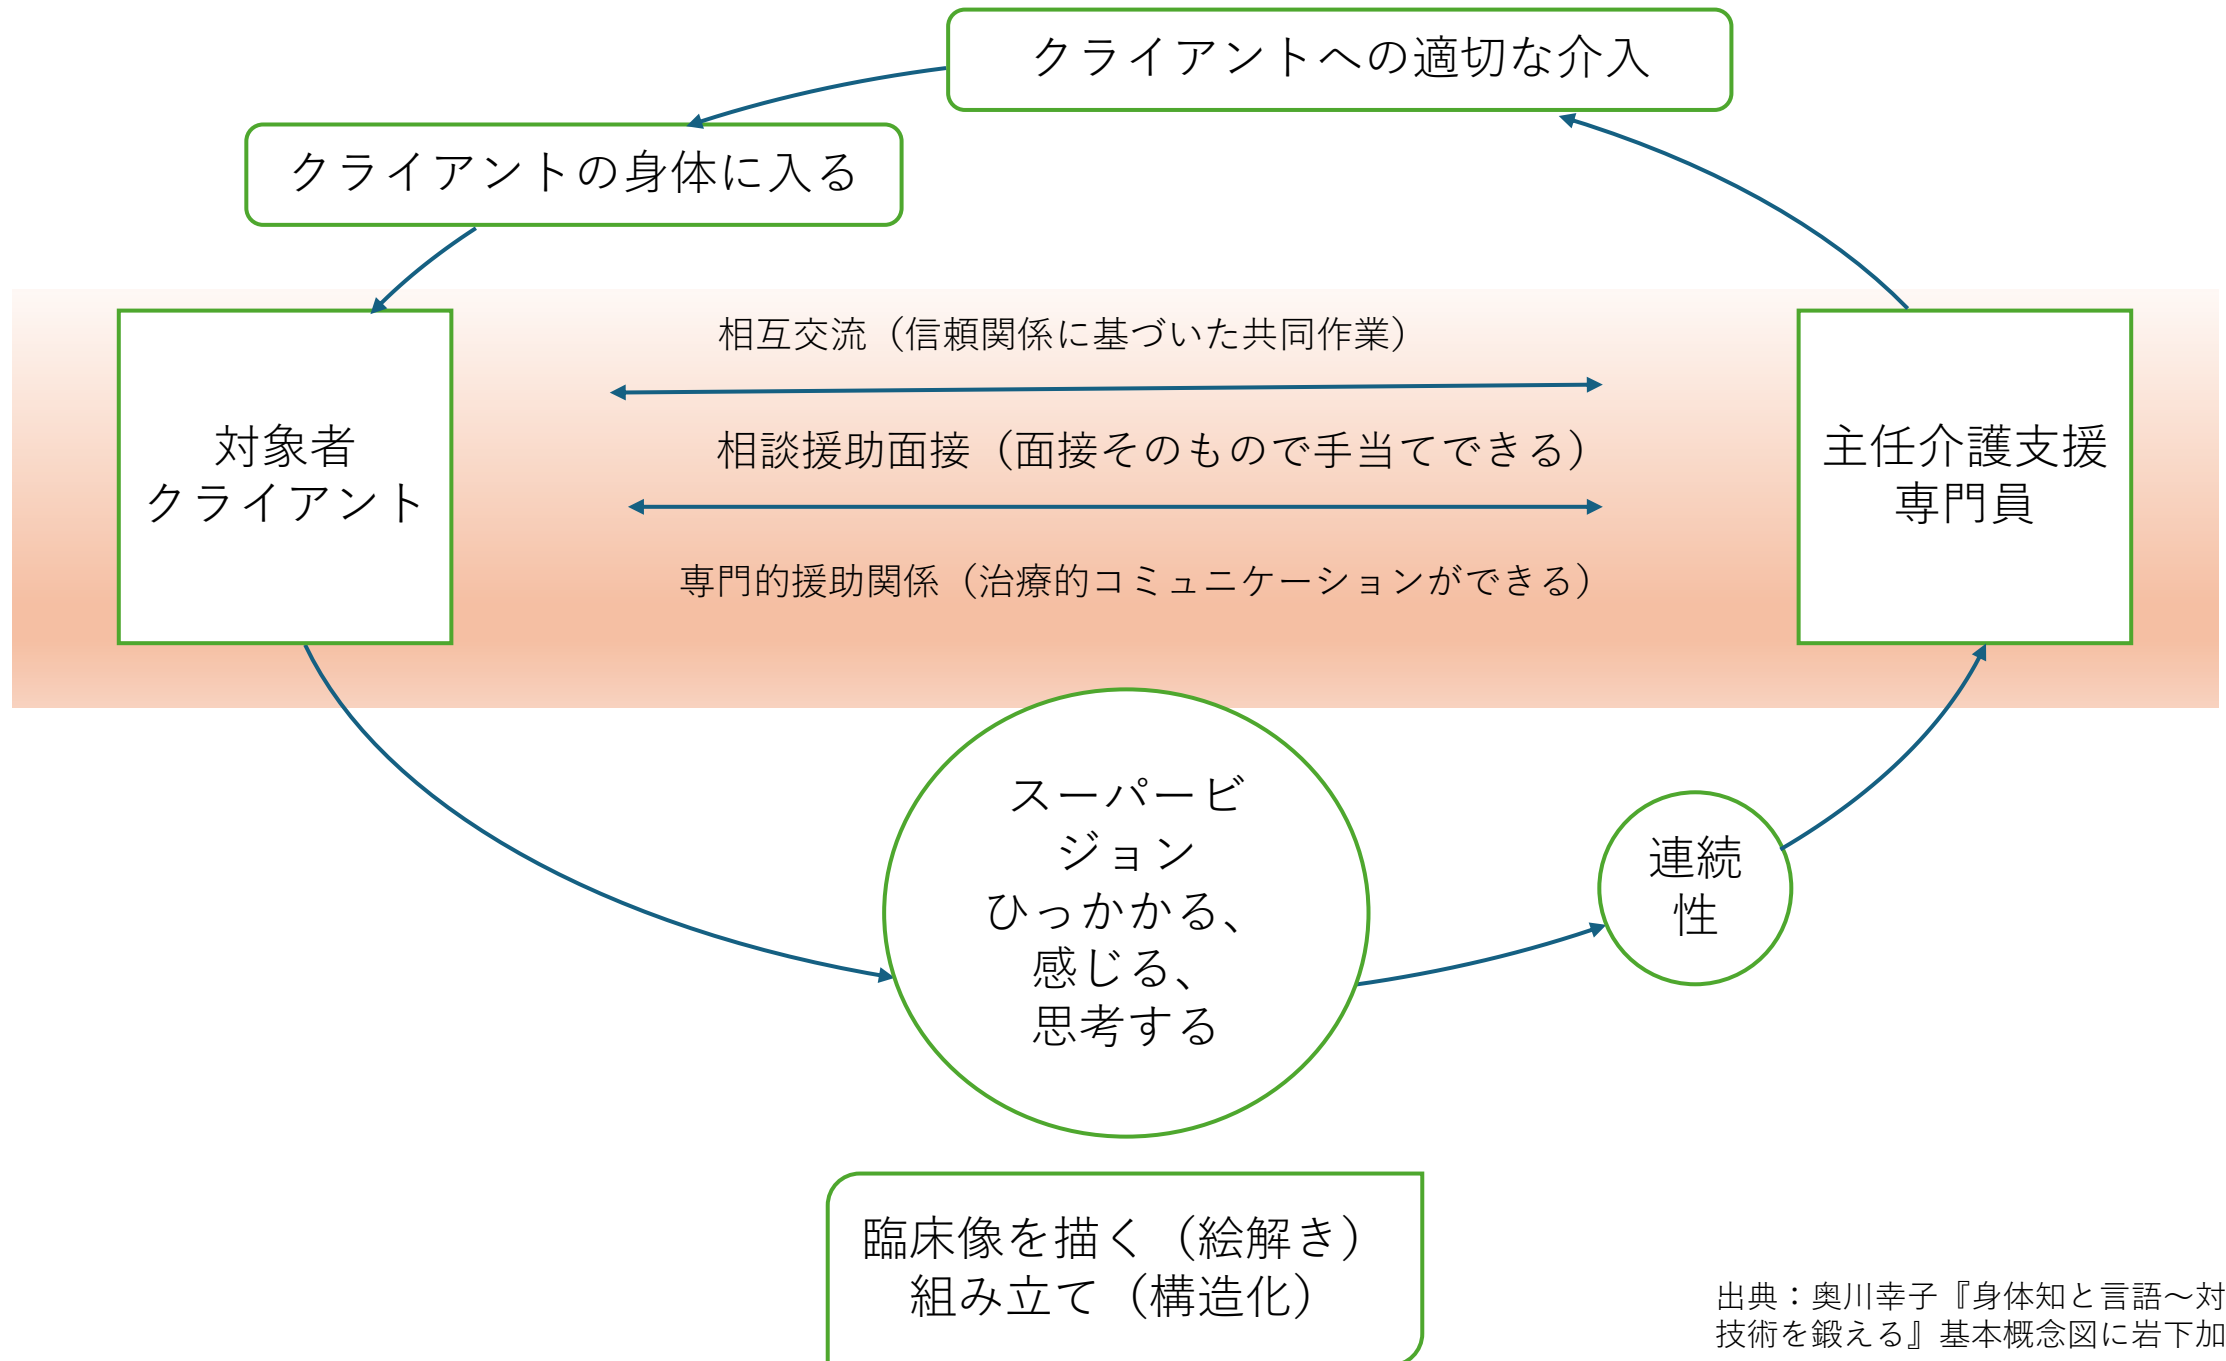 クライアントへの適切な介入
クライアントの身体に入る
相互交流（信頼関係に基づいた共同作業）
対象者
クライアント
相談援助面接（面接そのもので手当てできる）
主任介護支援
専門員
専門的援助関係（治療的コミュニケーションができる）
スーパービ
ジョン
ひっかかる、
感じる、
思考する
連続
性
臨床像を描く（絵解き）
組み立て（構造化）
出典：奥川幸子『身体知と言語〜対
技術を鍛える』基本概念図に岩下加